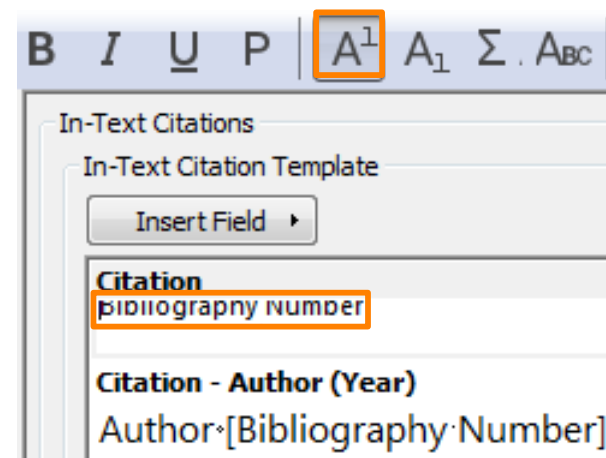 B I U P A1 A1 Σ. ABC
In-Text Citations
In-Text Citation Template
Insert Field
Citation
Bibliography Number
Citation - Author (Year)
Author·[Bibliography·Number]